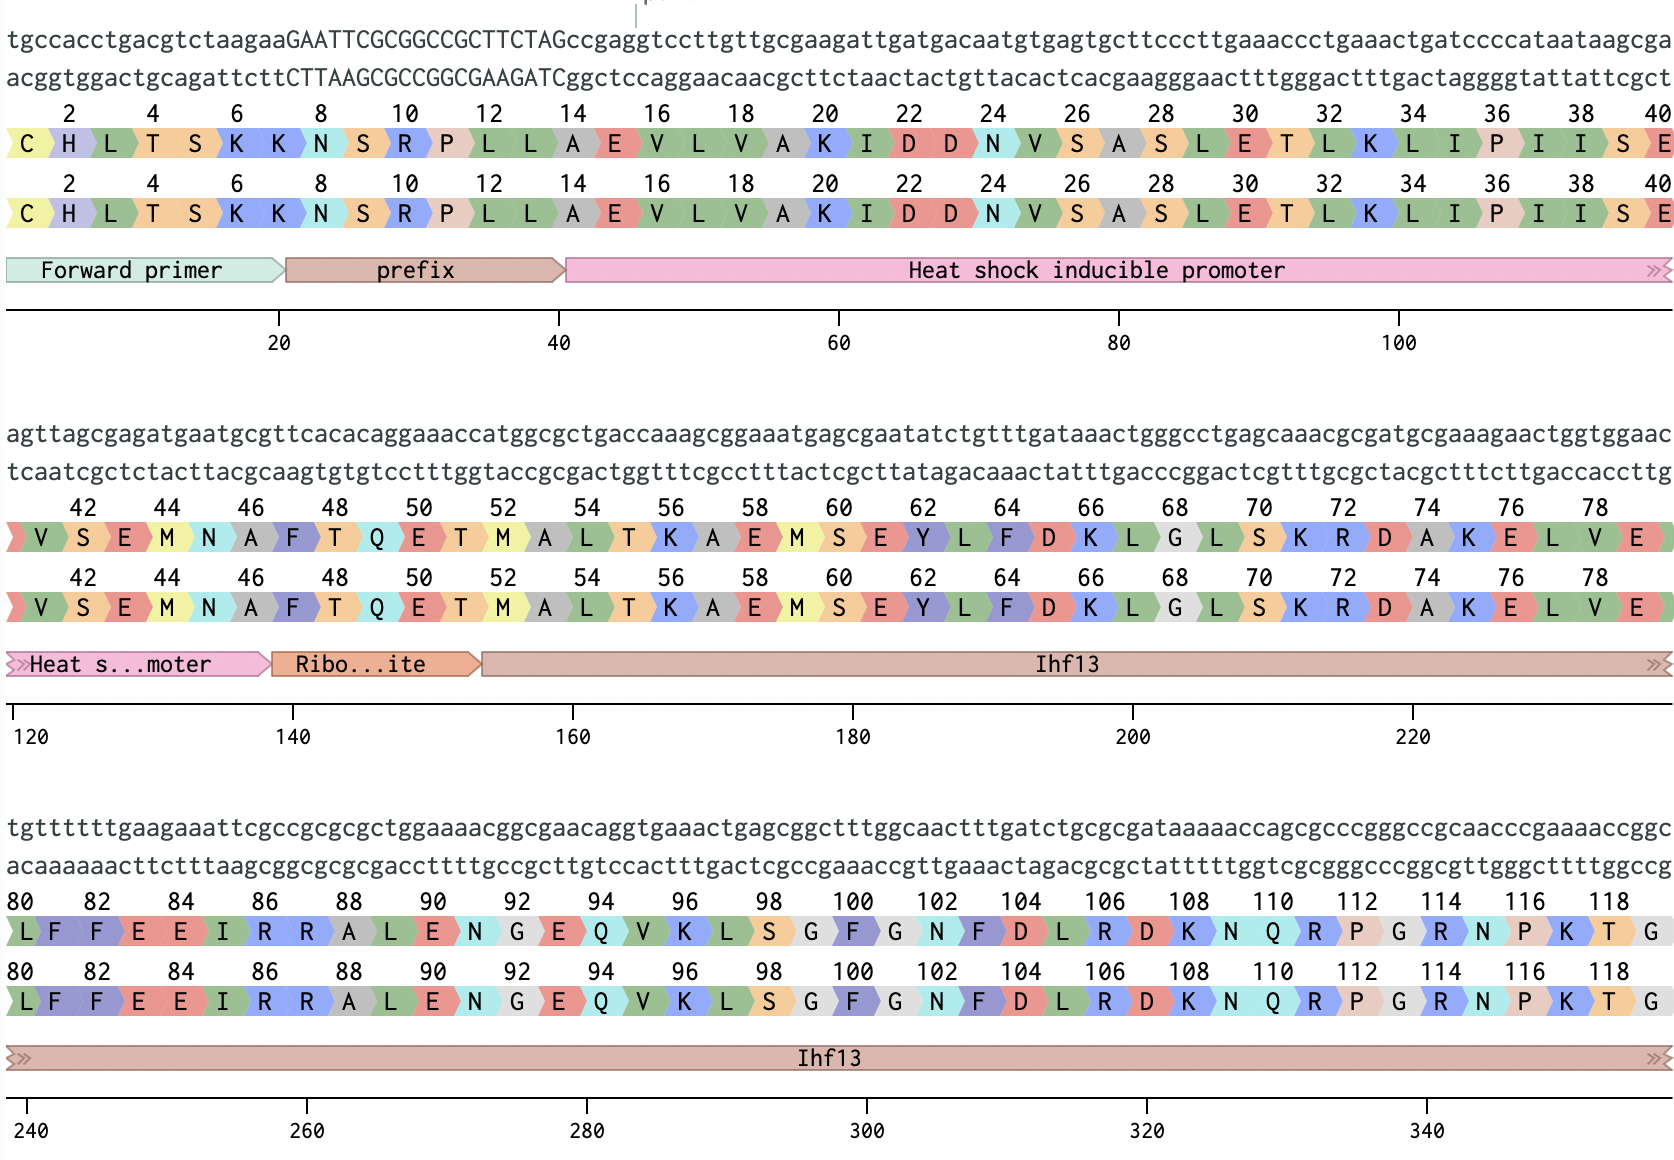 tgccacctgacgtctaagaaGAATTCGCGGCCGCTTCTAGccgaggtccttgttgcgaagattgatgacaatgtgagtgcttcccttgaaaccctgaaactgatccccataataagcga
acggtggactgcagattcttCTTAAGCGCCGGCGAAGATCggctccaggaacaacgcttctaactactgttacactcacgaagggaactttgggactttgactaggggtattattcgct
2 4 6 8 10 12 14 16 18 20 22 24 26 28 30 32 34 36 38 40
C H L T S K K N S R P L L A E V L V A K I D D N V S A S L E T L K L I P I I S E
2 4 6 8 10 12 14 16 18 20 22 24 26 28 30 32 34 36 38 40
C H L T S K K N S R P L L A E V L V A K I D D N V S A S L E T L K L I P I I S E
Forward primer prefix Heat shock inducible promoter
20 40 60 80 100
agttagcgagatgaatgcgttcacacaggaaaccatggcgctgaccaaagcggaaatgagcgaatatctgtttgataaactgggcctgagcaaacgcgatgcgaaagaactggtggaac
tcaatcgctctacttacgcaagtgtgtcctttggtaccgcgactggtttcgcctttactcgcttatagacaaactatttgacccggactcgtttgcgctacgctttcttgaccaccttg
42 44 46 48 50 52 54 56 58 60 62 64 66 68 70 72 74 76 78
V S E M N A F T Q E T M A L T K A E M S E Y L F D K L G L S K R D A K E L V E
42 44 46 48 50 52 54 56 58 60 62 64 66 68 70 72 74 76 78
V S E M N A F T Q E T M A L T K A E M S E Y L F D K L G L S K R D A K E L V E
Heat s...moter Ribo...ite Ihf13
120 140 160 180 200 220
tgttttttgaagaaattcgccgcgcgctggaaaacggcgaacaggtgaaactgagcggctttggcaactttgatctgcgcgataaaaaccagcgcccgggccgcaacccgaaaaccggc
acaaaaaacttctttaagcggcgcgcgaccttttgccgcttgtccactttgactcgccgaaaccgttgaaactagacgcgctatttttggtcgcgggcccggcgttgggcttttggccg
80 82 84 86 88 90 92 94 96 98 100 102 104 106 108 110 112 114 116 118
L F F E E I R R A L E N G E Q V K L S G F G N F D L R D K N Q R P G R N P K T G
80 82 84 86 88 90 92 94 96 98 100 102 104 106 108 110 112 114 116 118
L F F E E I R R A L E N G E Q V K L S G F G N F D L R D K N Q R P G R N P K T G
Ihf13
240 260 280 300 320 340